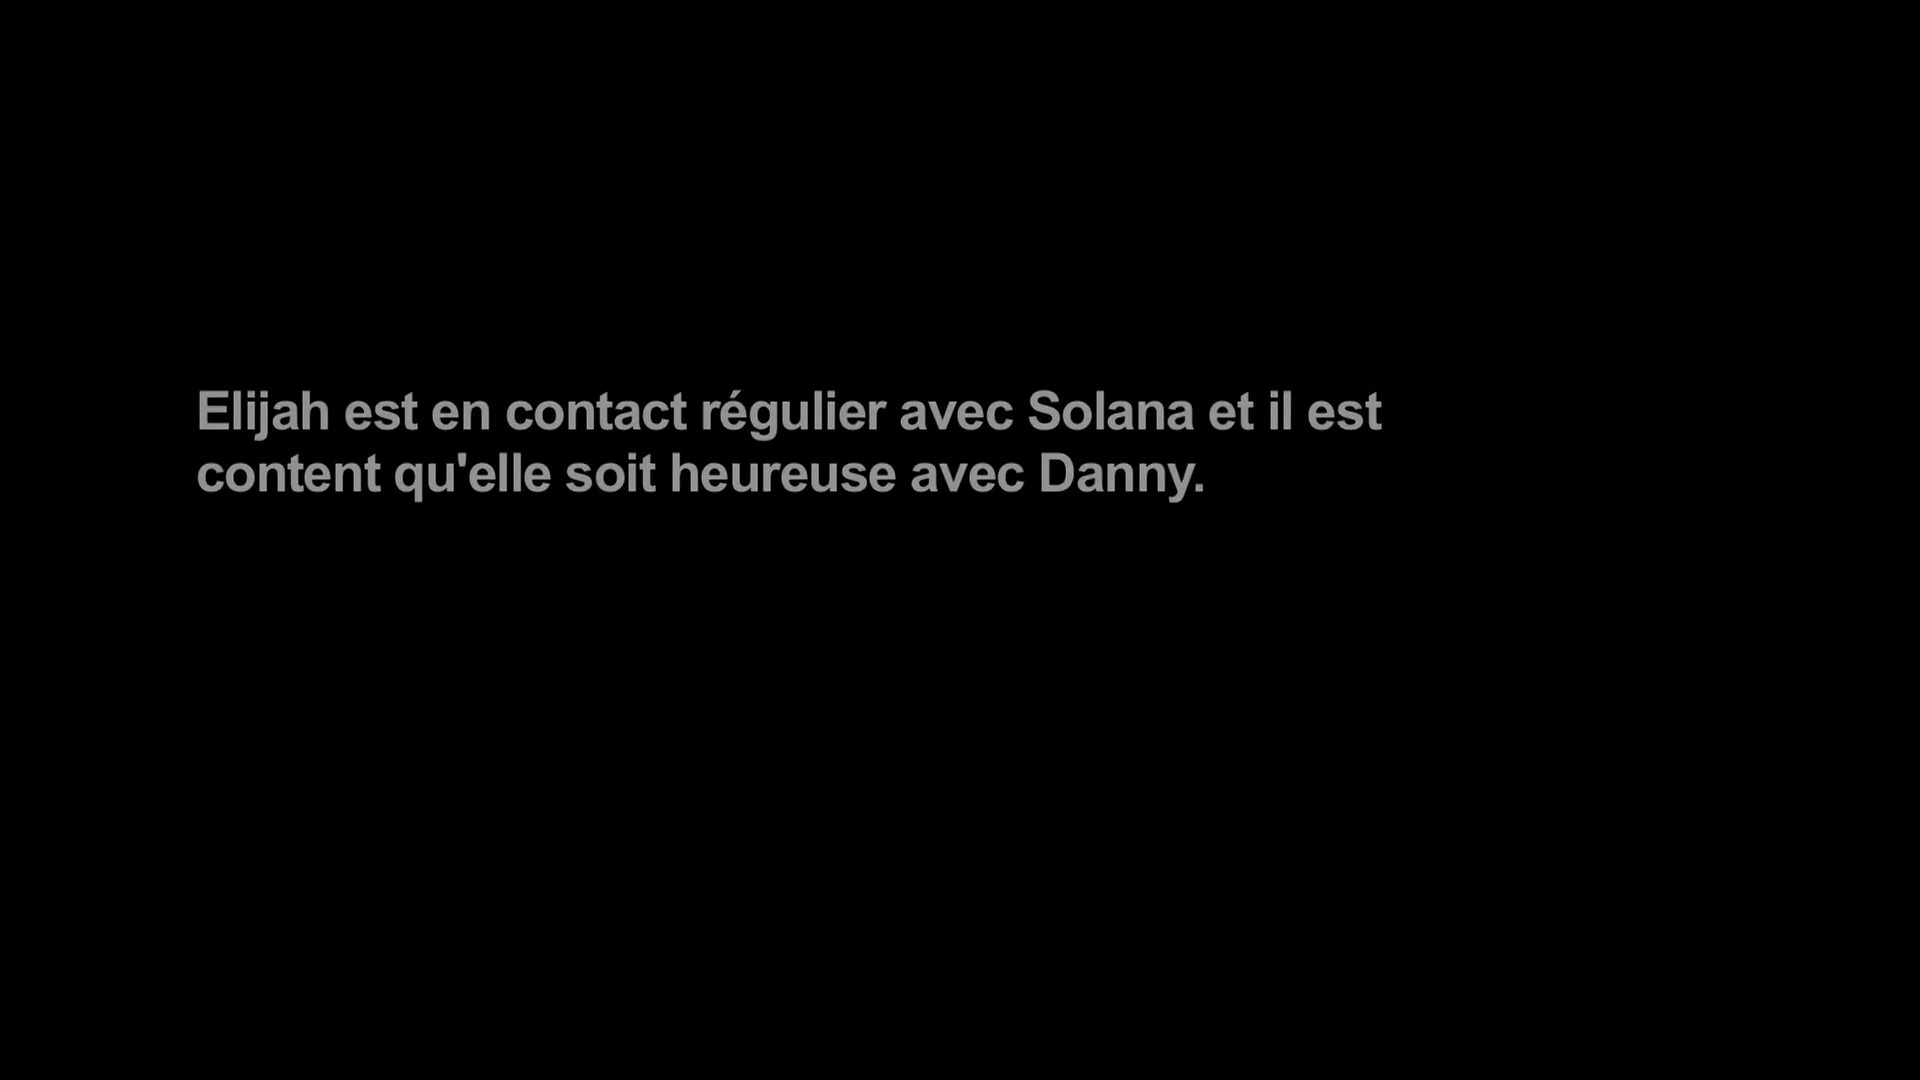 Elijah est en contact régulier avec Solana et il est
content qu'elle soit heureuse avec Danny.